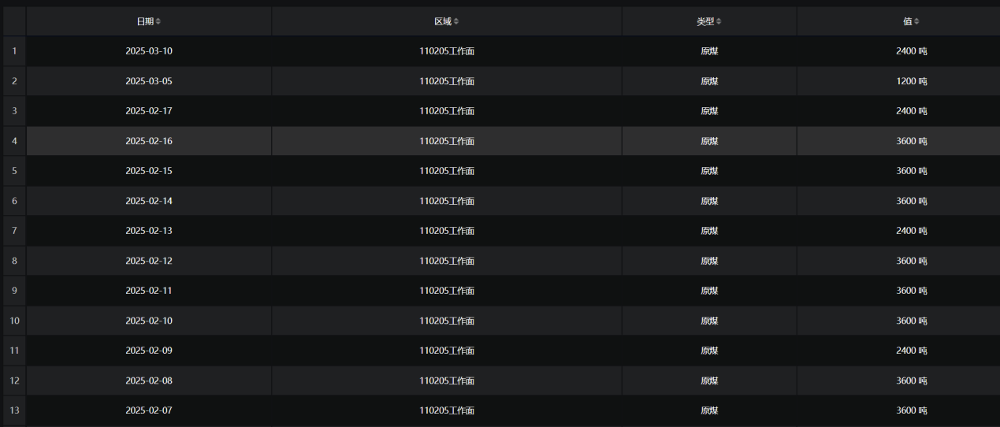 日期 区域 类型 值
1 2025-03-10 110205工作面 原煤 2400 吨
2 2025-03-05 110205工作面 原煤 1200 吨
3 2025-02-17 110205工作面 原煤 2400 吨
4 2025-02-16 110205工作面 原煤 3600 吨
5 2025-02-15 110205工作面 原煤 3600 吨
6 2025-02-14 110205工作面 原煤 3600 吨
7 2025-02-13 110205工作面 原煤 2400 吨
8 2025-02-12 110205工作面 原煤 3600 吨
9 2025-02-11 110205工作面 原煤 3600 吨
10 2025-02-10 110205工作面 原煤 3600 吨
11 2025-02-09 110205工作面 原煤 2400 吨
12 2025-02-08 110205工作面 原煤 3600 吨
13 2025-02-07 110205工作面 原煤 3600 吨